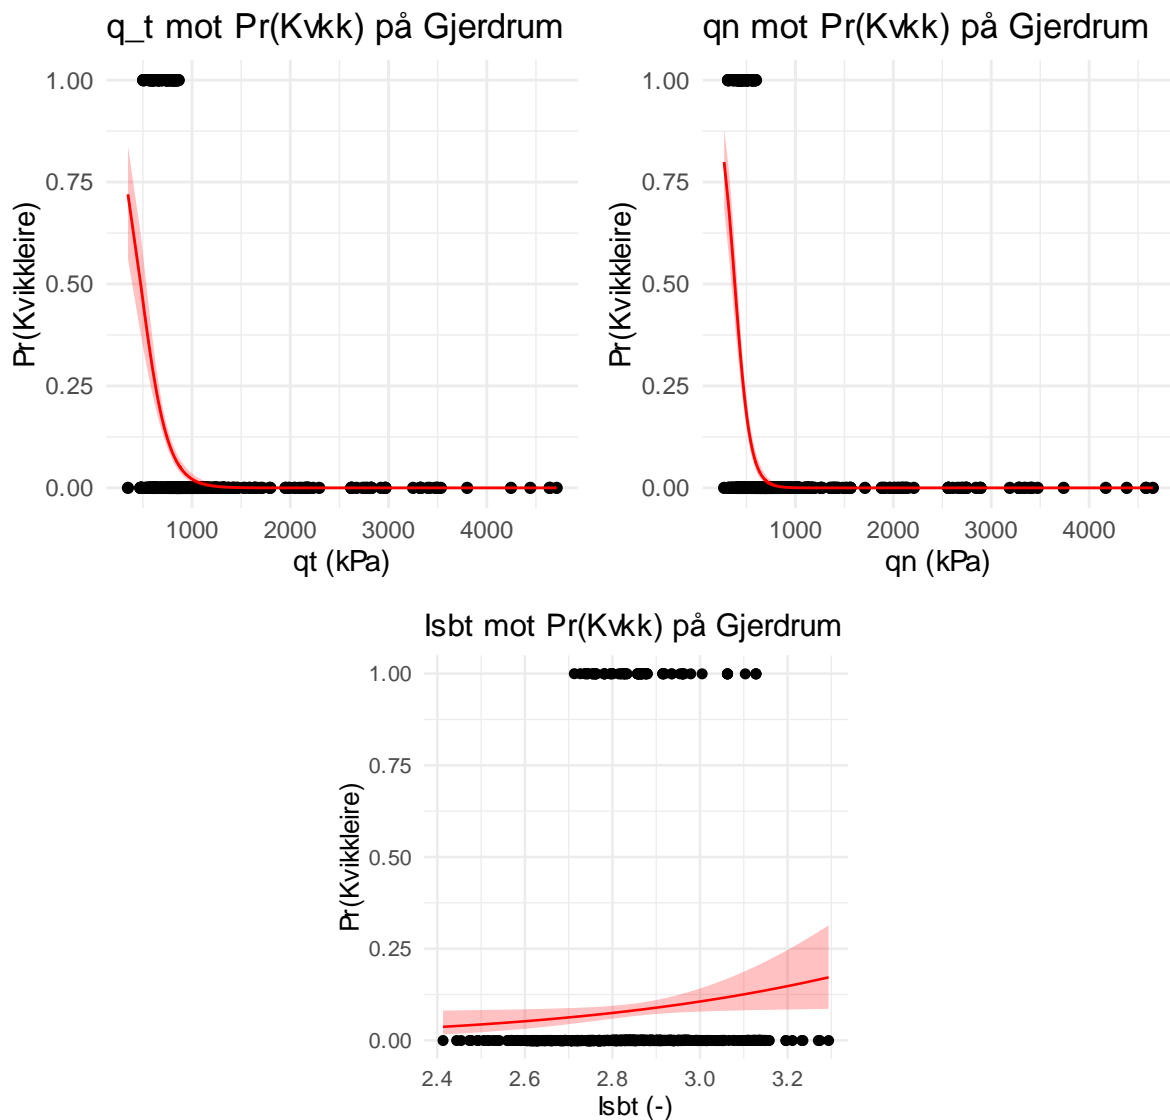 q_t mot Pr(Kvkk) på Gjerdrum
1.00
0.75
0.50
0.25
0.00
Pr(Kvikkleire)
1000 2000 3000 4000
qt (kPa)
qn mot Pr(Kvkk) på Gjerdrum
1.00
0.75
0.50
0.25
0.00
Pr(Kvikkleire)
1000 2000 3000 4000
qn (kPa)
Isbt mot Pr(Kvkk) på Gjerdrum
1.00
0.75
0.50
0.25
0.00
Pr(Kvikkleire)
2.4 2.6 2.8 3.0 3.2
Isbt (-)